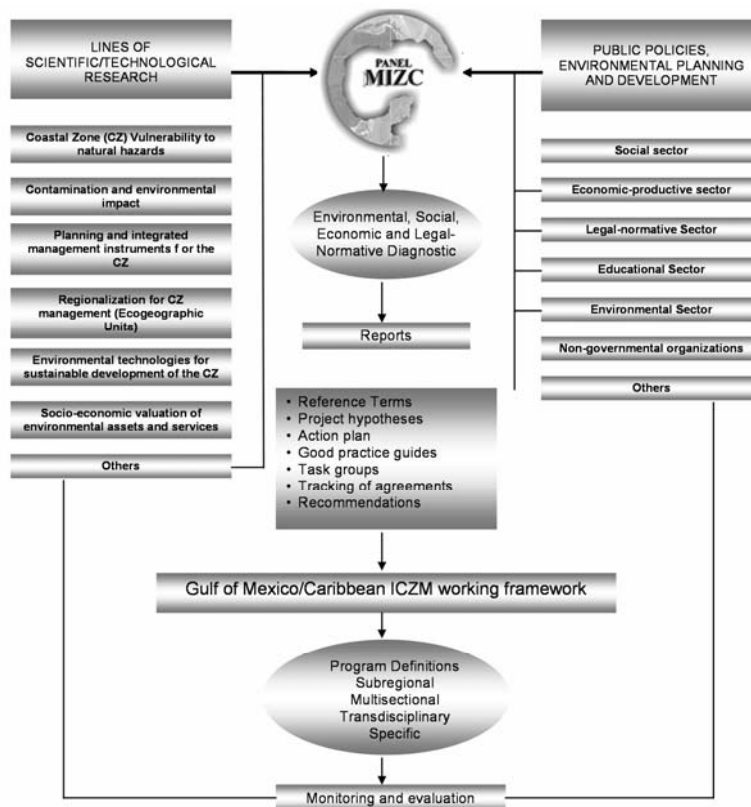 LINES OF
SCIENTIFIC/TECHNOLOGICAL
RESEARCH
Coastal Zone (CZ) Vulnerability to
natural hazards
Contamination and environmental
impact
Planning and integrated
management instruments f or the
CZ
Regionalization for CZ
management (Ecogeographic
Units)
Environmental technologies for
sustainable development of the CZ
Socio-economic valuation of
environmental assets and services
Others
PANEL
MIZC
Environmental, Social,
Economic and Legal-
Normative Diagnostic
Reports
• Reference Terms
• Project hypotheses
• Action plan
• Good practice guides
• Task groups
• Tracking of agreements
• Recommendations
Gulf of Mexico/Caribbean ICZM working framework
Program Definitions
Subregional
Multisectional
Transdisciplinary
Specific
Monitoring and evaluation
PUBLIC POLICIES,
ENVIRONMENTAL PLANNING
AND DEVELOPMENT
Social sector
Economic-productive sector
Legal-normative Sector
Educational Sector
Environmental Sector
Non-governmental organizations
Others